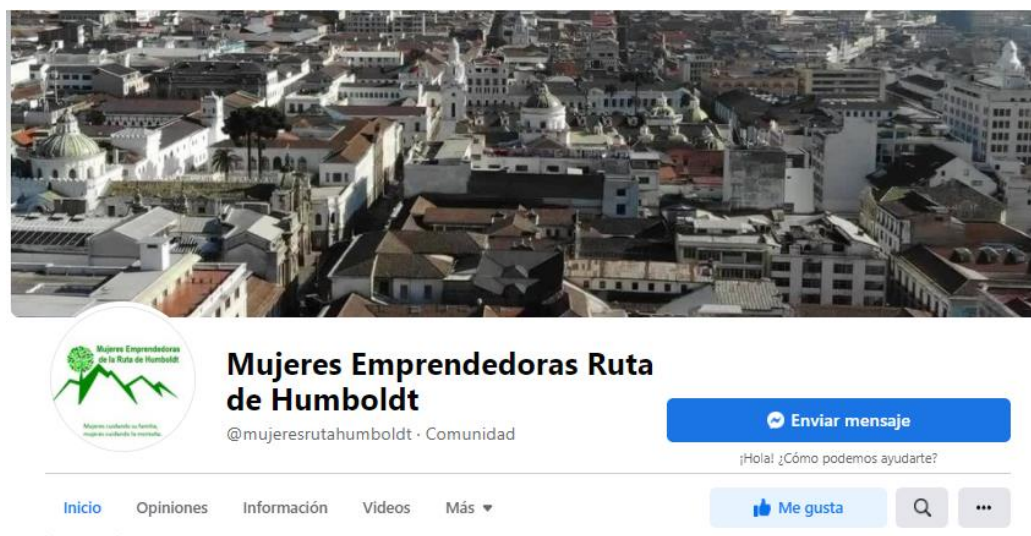 Mujeres Emprendedoras
de la Ruta de Humboldt
Mujeres cuidando su familia,
mujeres cuidando la montaña.
Mujeres Emprendedoras Ruta
de Humboldt
@mujeresrutahumboldt · Comunidad
Enviar mensaje
¡Hola! ¿Cómo podemos ayudarte?
Inicio Opiniones Información Videos Más
Me gusta